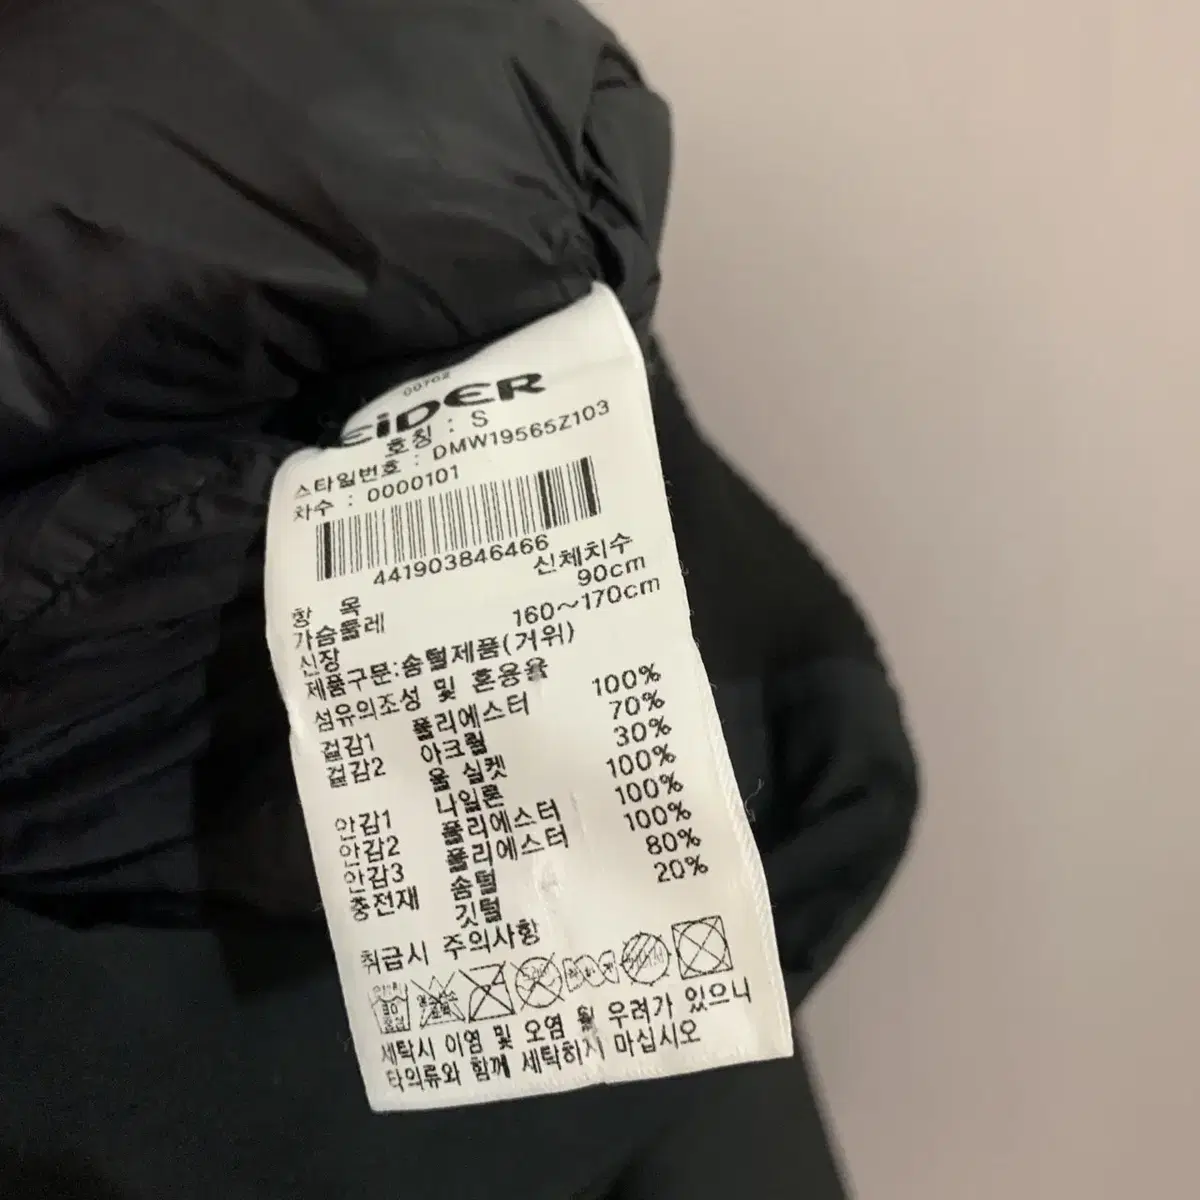 00702
EiDER
호칭 : S
스타일번호 : DMW19565Z103
차수 : 0000101
441903846466
항 목 신체치수
가슴둘레 90cm
신장 160~170cm
제품구분:솜털제품(거위)
섬유의조성 및 혼용율
겉감1 폴리에스터 100%
겉감2 아크릴 70%
울 실켓 30%
안감1 나일론 100%
안감2 폴리에스터 100%
안감3 폴리에스터 100%
충전재 솜털 80%
깃털 20%
취급시 주의사항
세탁시 이염 및 오염 될 우려가 있으니
타의류와 함께 세탁하지 마십시오